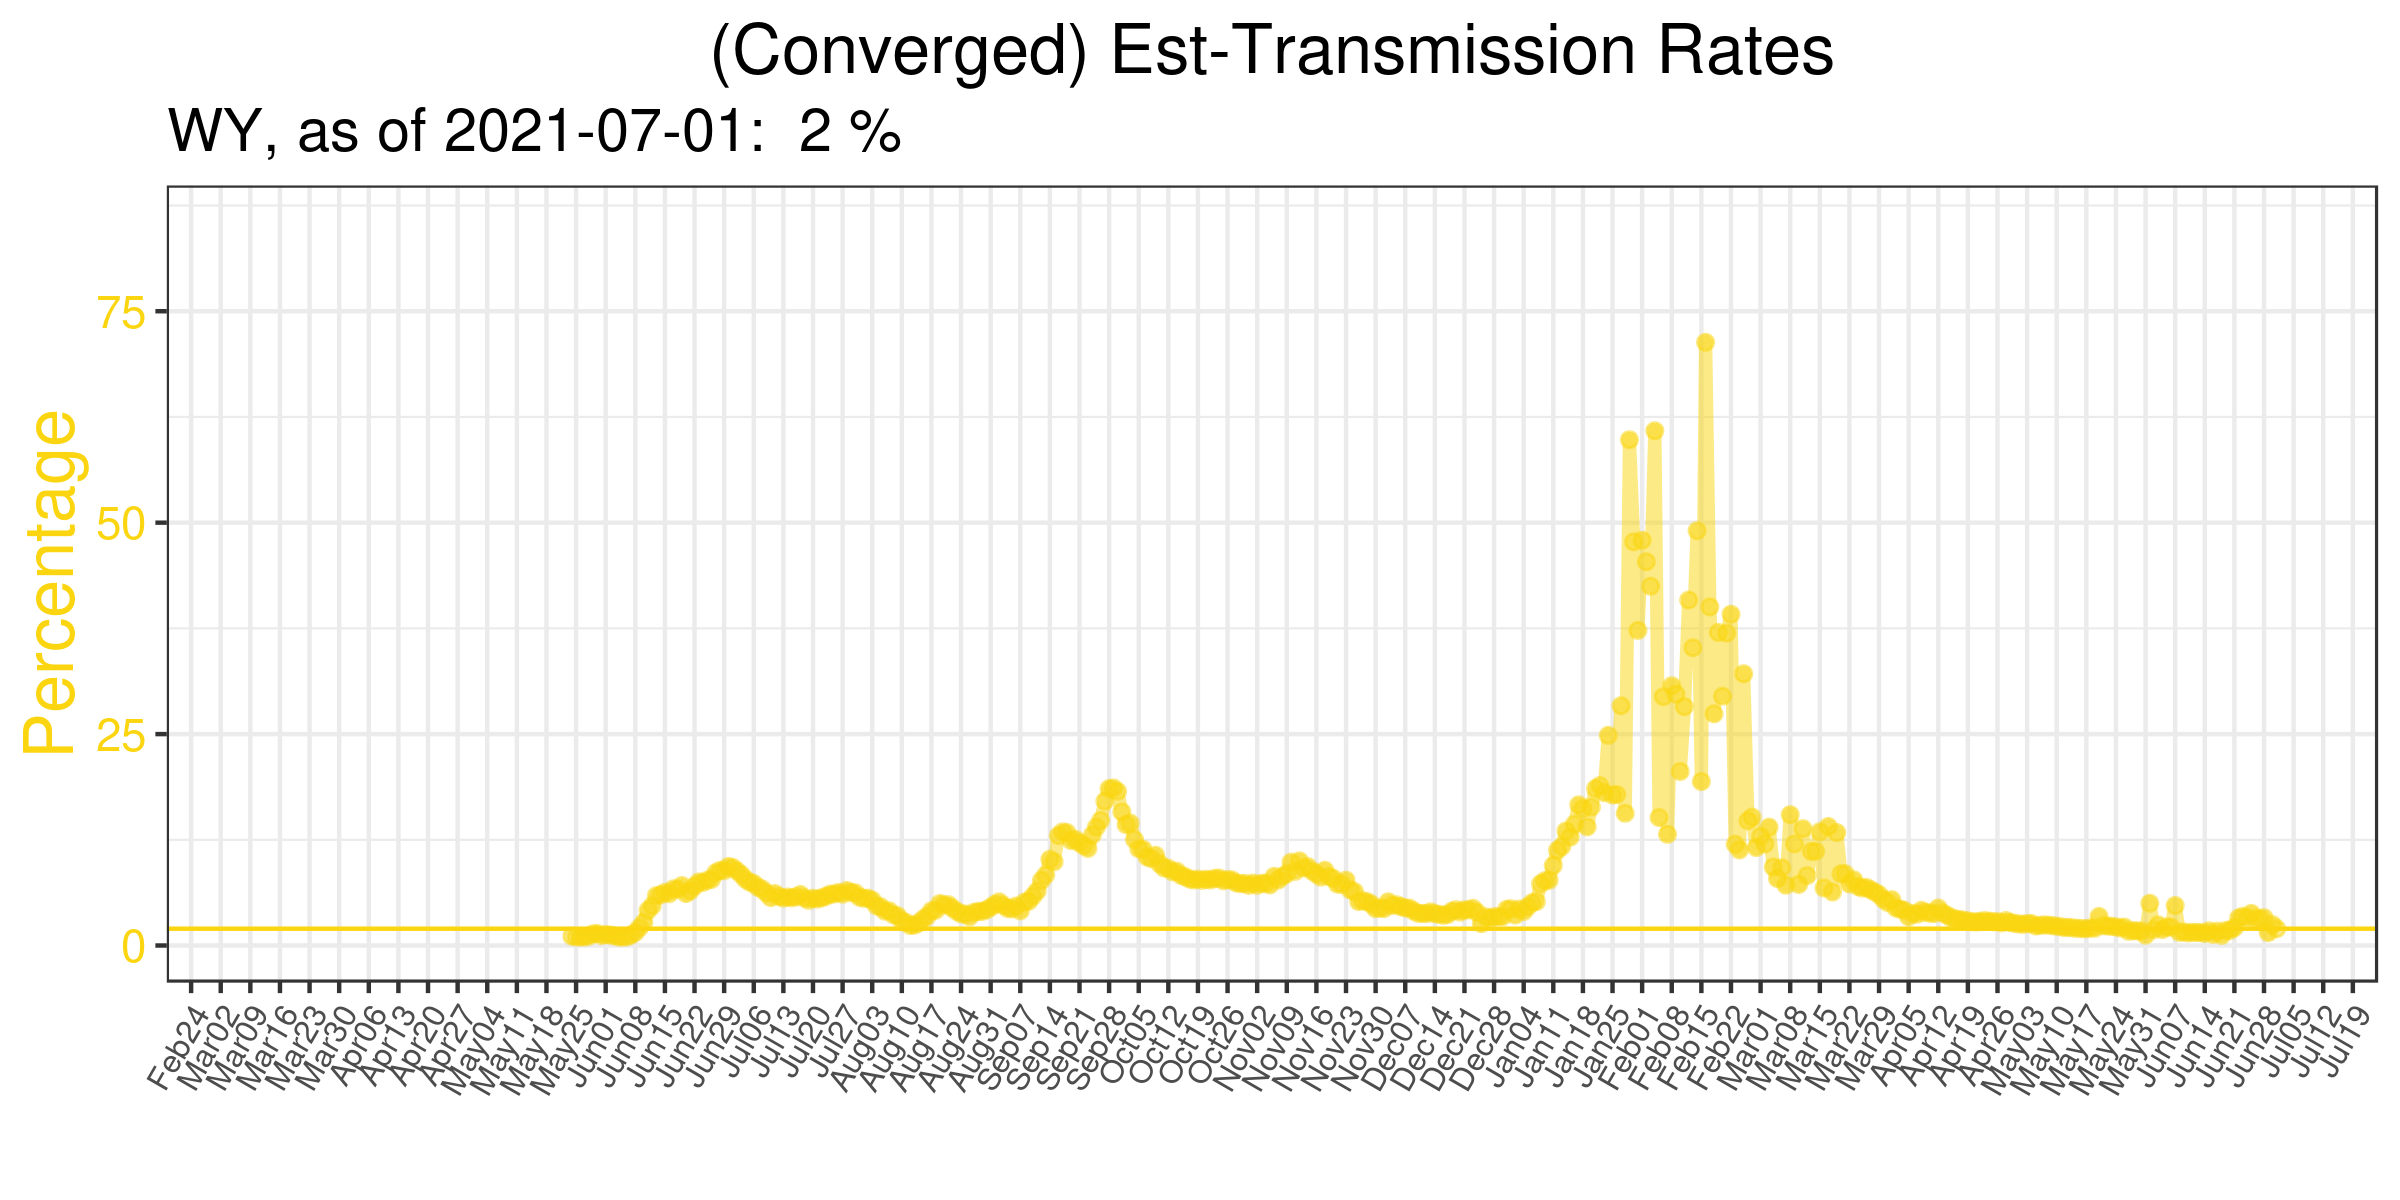 (Converged) Est-Transmission Rates
WY, as of 2021-07-01:  2 %
Percentage
75
50
25
0
Feb24
Mar02
Mar09
Mar16
Mar23
Mar30
Apr06
Apr13
Apr20
Apr27
May04
May11
May18
May25
Jun01
Jun08
Jun15
Jun22
Jun29
Jul06
Jul13
Jul20
Jul27
Aug03
Aug10
Aug17
Aug24
Aug31
Sep07
Sep14
Sep21
Sep28
Oct05
Oct12
Oct19
Oct26
Nov02
Nov09
Nov16
Nov23
Nov30
Dec07
Dec14
Dec21
Dec28
Jan04
Jan11
Jan18
Jan25
Feb01
Feb08
Feb15
Feb22
Mar01
Mar08
Mar15
Mar22
Mar29
Apr05
Apr12
Apr19
Apr26
May03
May10
May17
May24
May31
Jun07
Jun14
Jun21
Jun28
Jul05
Jul12
Jul19